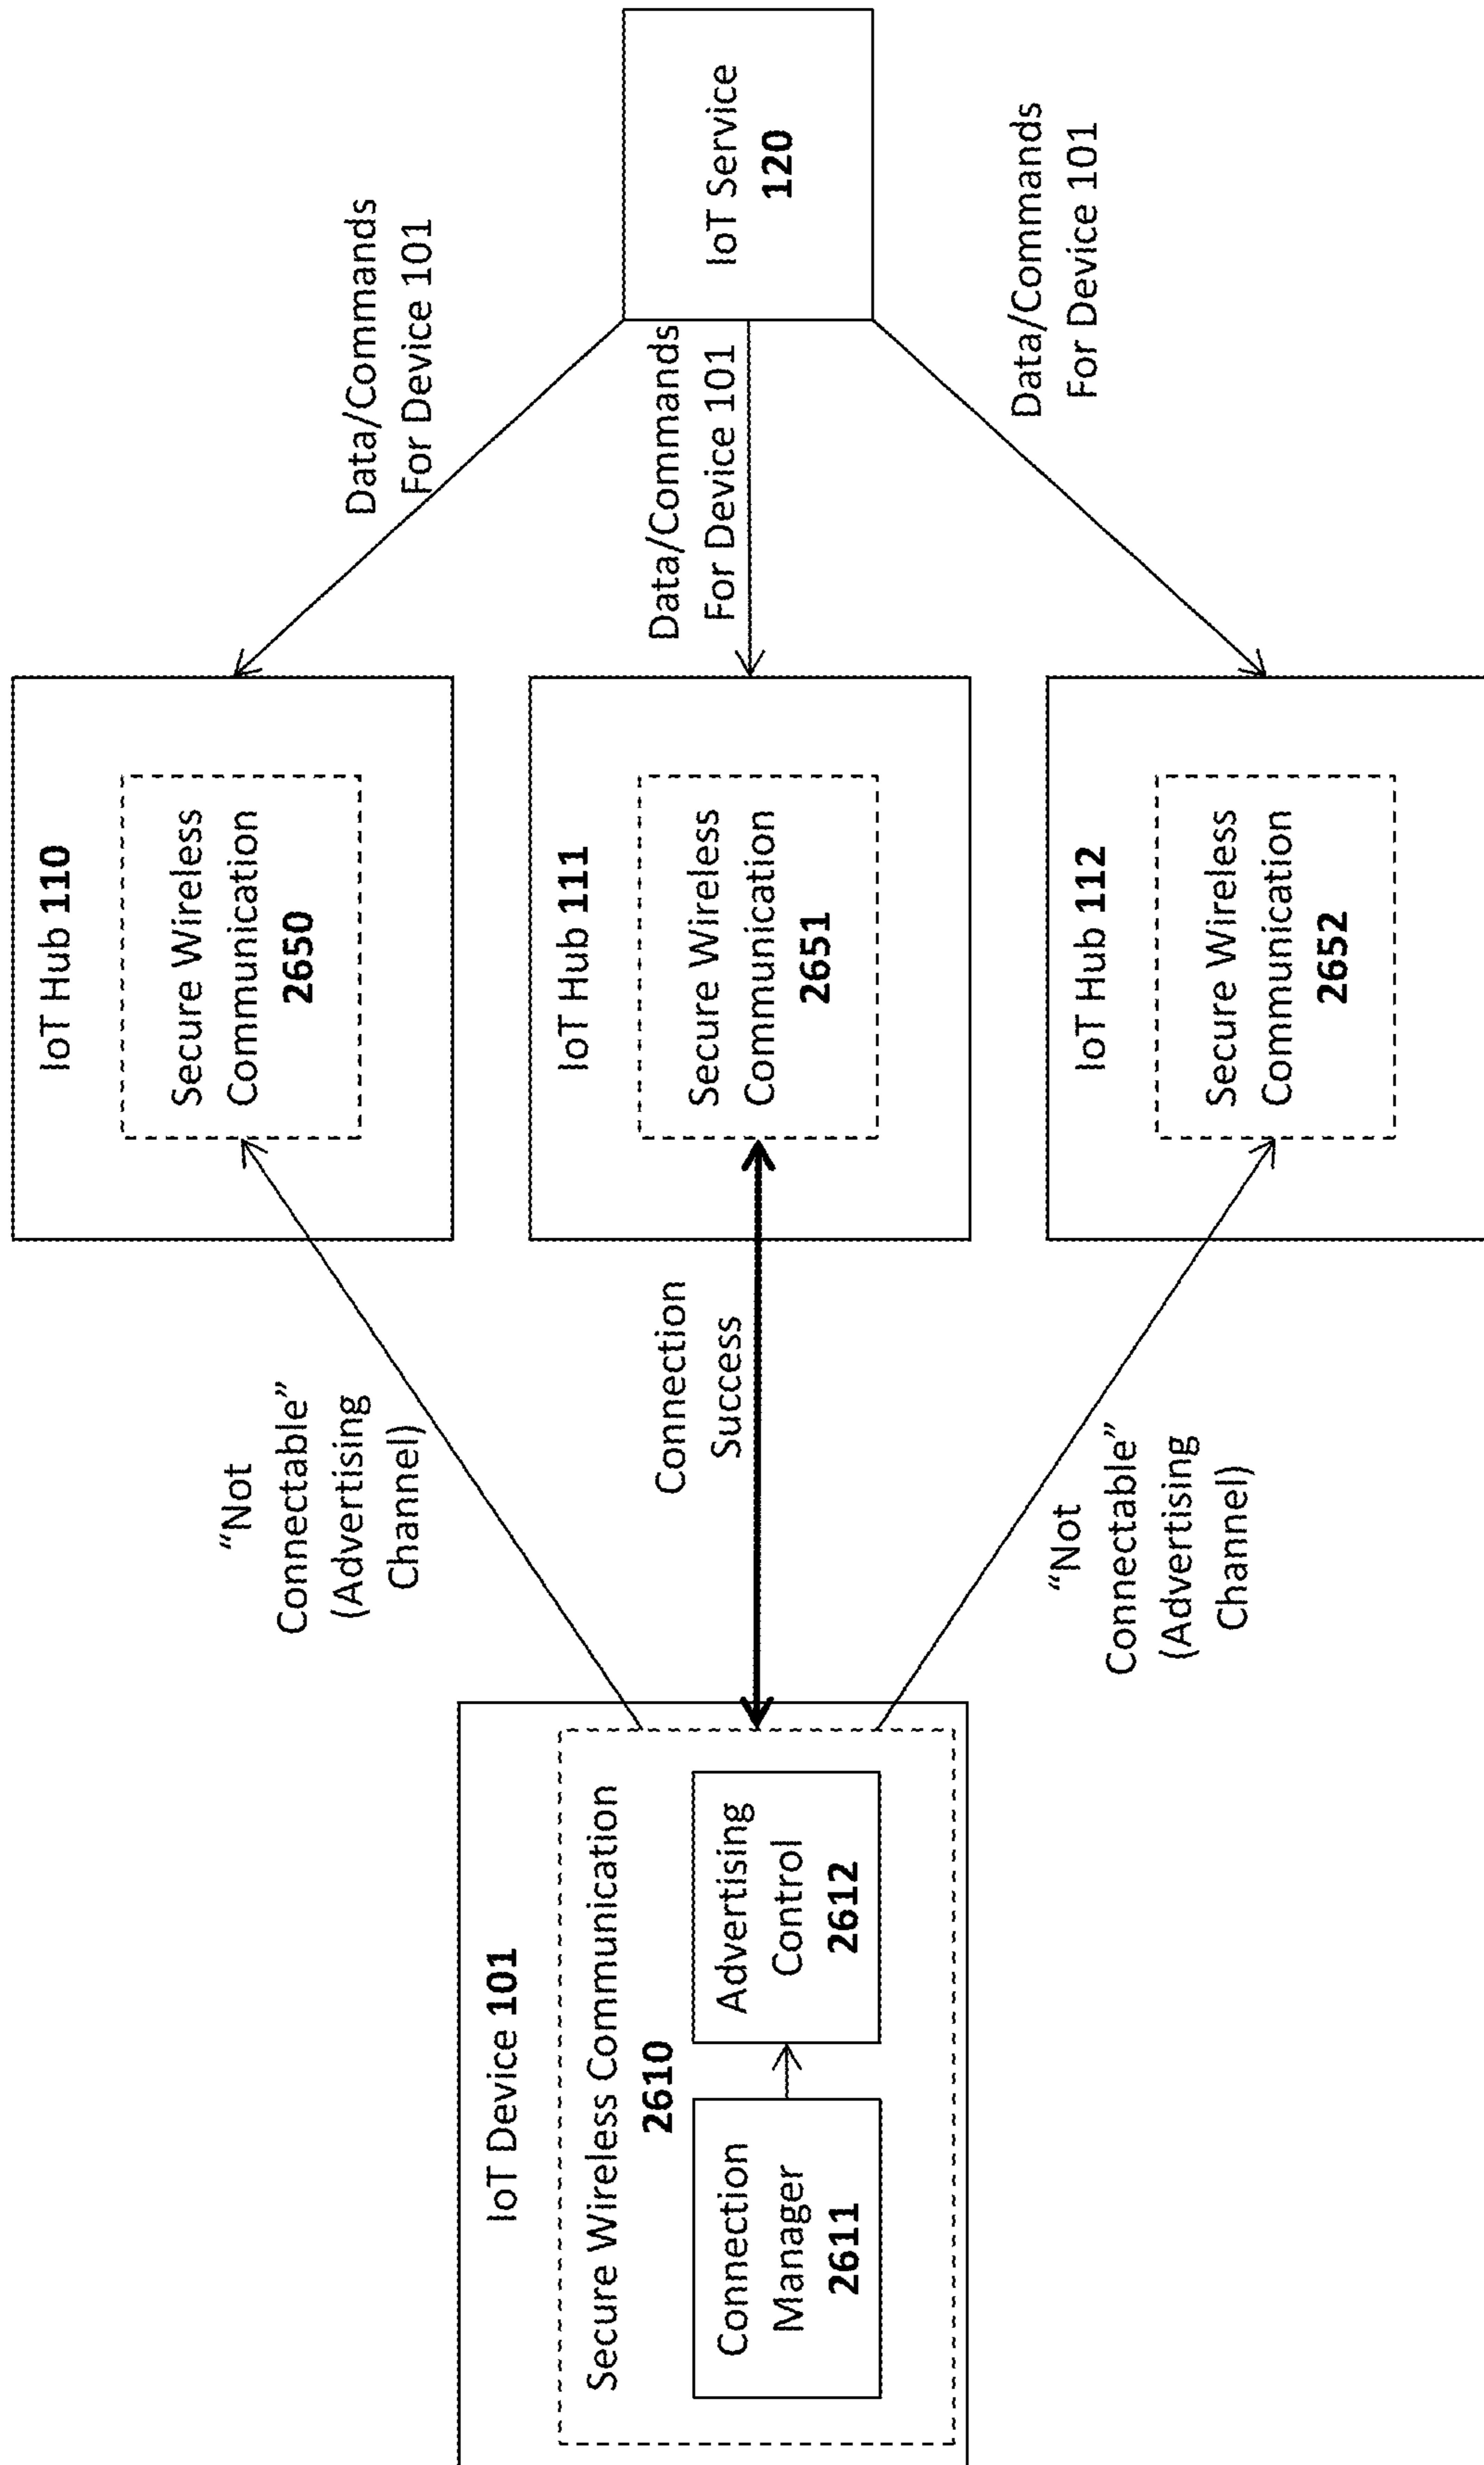 IoT Device 101
Secure Wireless Communication
2610
Connection
Manager
2611
Advertising
Control
2612
“Not
Connectable”
(Advertising
Channel)
Connection
Success
“Not
Connectable”
(Advertising
Channel)
IoT Hub 110
Secure Wireless
Communication
2650
IoT Hub 111
Secure Wireless
Communication
2651
IoT Hub 112
Secure Wireless
Communication
2652
Data/Commands
For Device 101
Data/Commands
For Device 101
Data/Commands
For Device 101
IoT Service
120